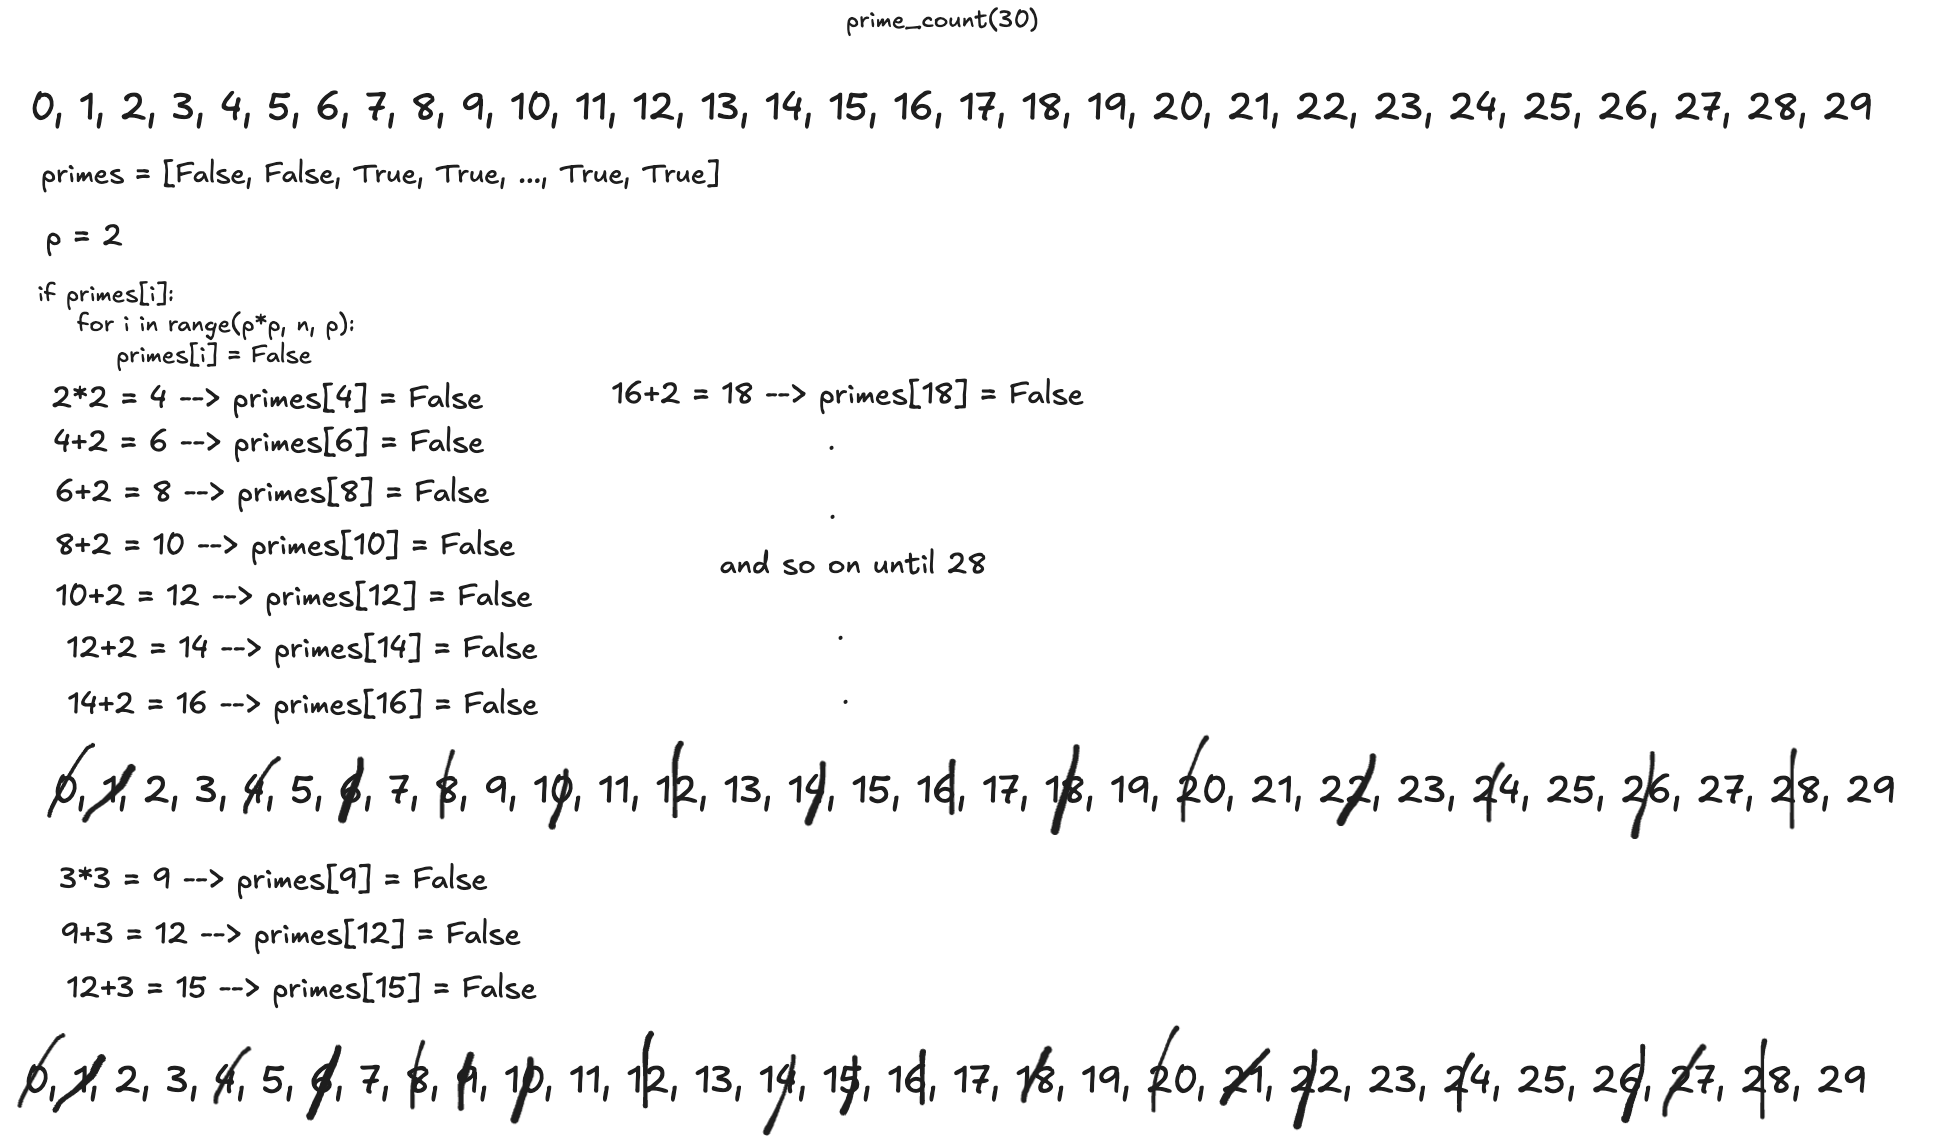 prime_count(30)
0, 1, 2, 3, 4, 5, 6, 7, 8, 9, 10, 11, 12, 13, 14, 15, 16, 17, 18, 19, 20, 21, 22, 23, 24, 25, 26, 27, 28, 29
primes = [False, False, True, True, ..., True, True]
p = 2
if primes[i]:
for i in range(p*p, n, p):
primes[i] = False
2*2 = 4 --> primes[4] = False
4+2 = 6 --> primes[6] = False
6+2 = 8 --> primes[8] = False
8+2 = 10 --> primes[10] = False
10+2 = 12 --> primes[12] = False
12+2 = 14 --> primes[14] = False
14+2 = 16 --> primes[16] = False
16+2 = 18 --> primes[18] = False
.
.
and so on until 28
.
.
0, 1, 2, 3, 4, 5, 6, 7, 8, 9, 10, 11, 12, 13, 14, 15, 16, 17, 18, 19, 20, 21, 22, 23, 24, 25, 26, 27, 28, 29
3*3 = 9 --> primes[9] = False
9+3 = 12 --> primes[12] = False
12+3 = 15 --> primes[15] = False
0, 1, 2, 3, 4, 5, 6, 7, 8, 9, 10, 11, 12, 13, 14, 15, 16, 17, 18, 19, 20, 21, 22, 23, 24, 25, 26, 27, 28, 29